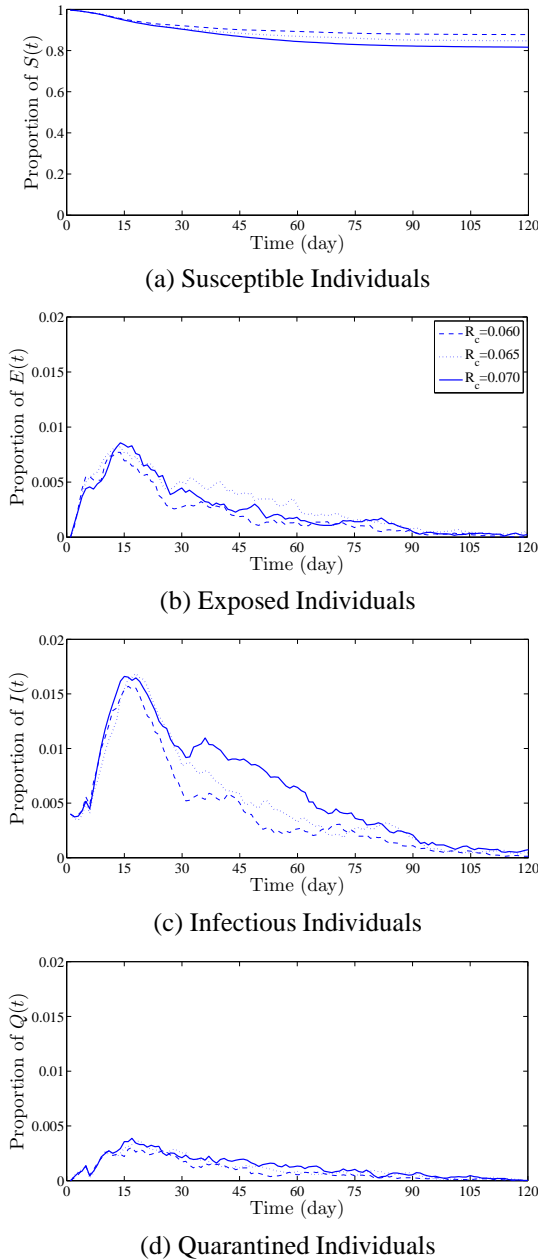 Proportion of S(t)
1
0.8
0.6
0.4
0.2
0
0 15 30 45 60 75 90 105 120
Time (day)
(a) Susceptible Individuals
Proportion of E(t)
0.02
0.015
0.01
0.005
0
R_c=0.060
R_c=0.065
R_c=0.070
0 15 30 45 60 75 90 105 120
Time (day)
(b) Exposed Individuals
Proportion of I(t)
0.02
0.015
0.01
0.005
0
0 15 30 45 60 75 90 105 120
Time (day)
(c) Infectious Individuals
Proportion of Q(t)
0.02
0.015
0.01
0.005
0
0 15 30 45 60 75 90 105 120
Time (day)
(d) Quarantined Individuals